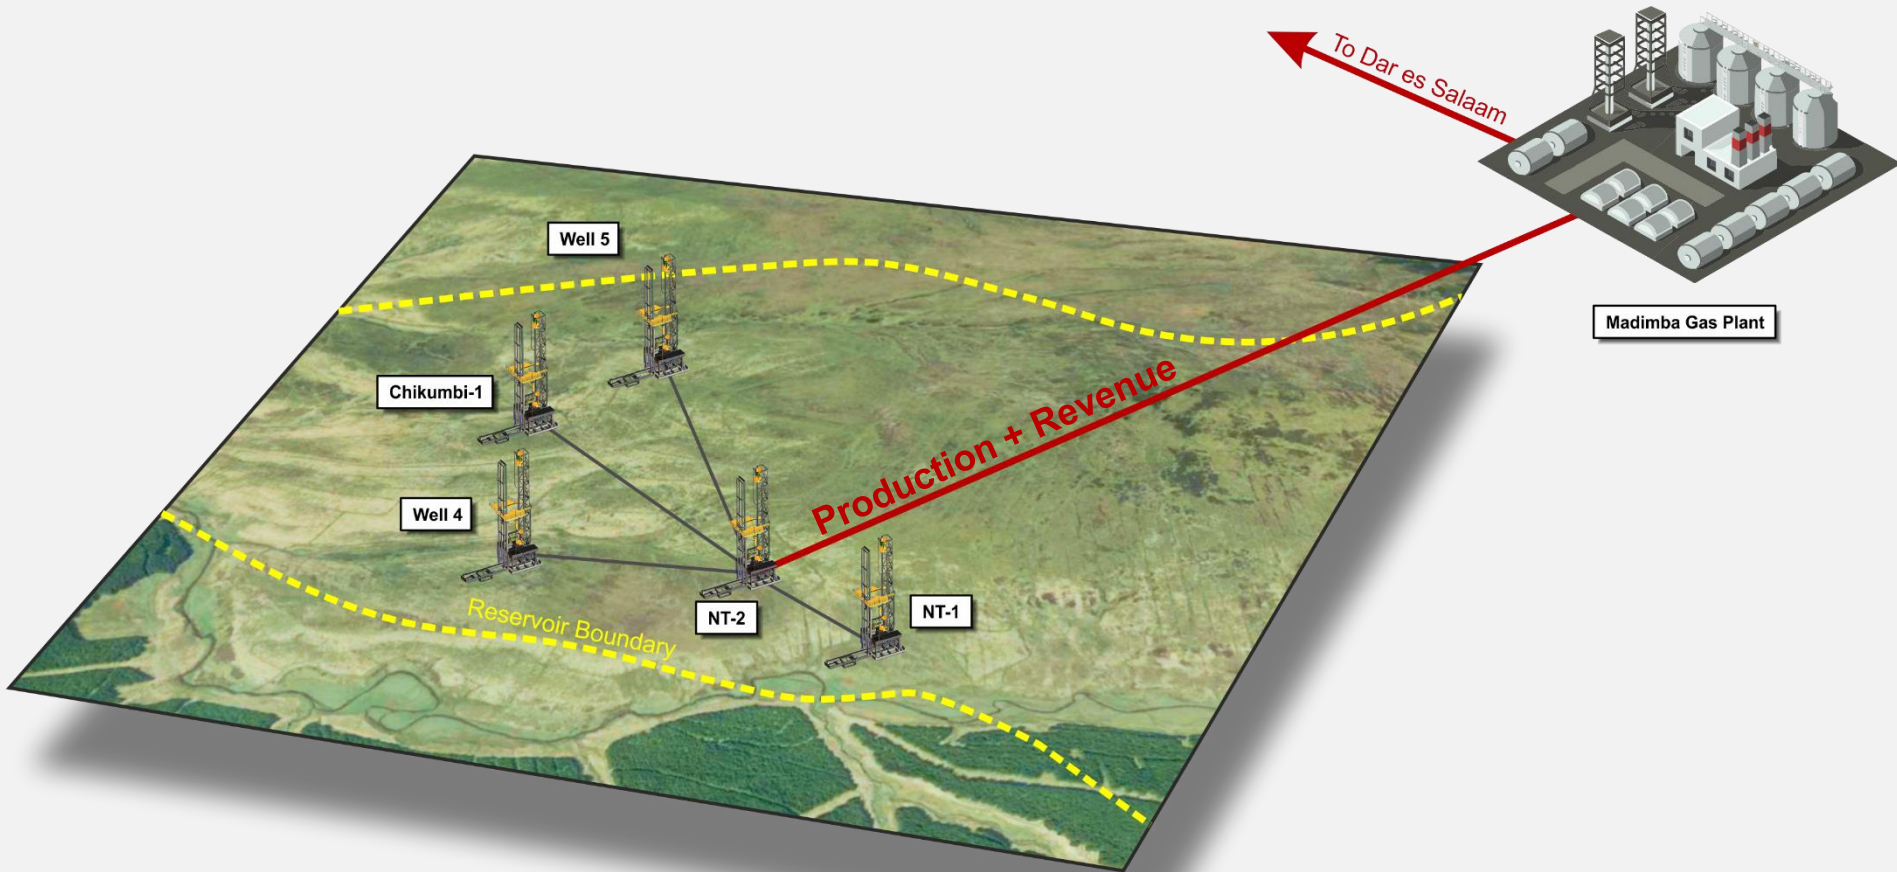 To Dar es Salaam
Well 5
Madimba Gas Plant
Chikumbi-1
Production + Revenue
Well 4
NT-2
NT-1
Reservoir Boundary